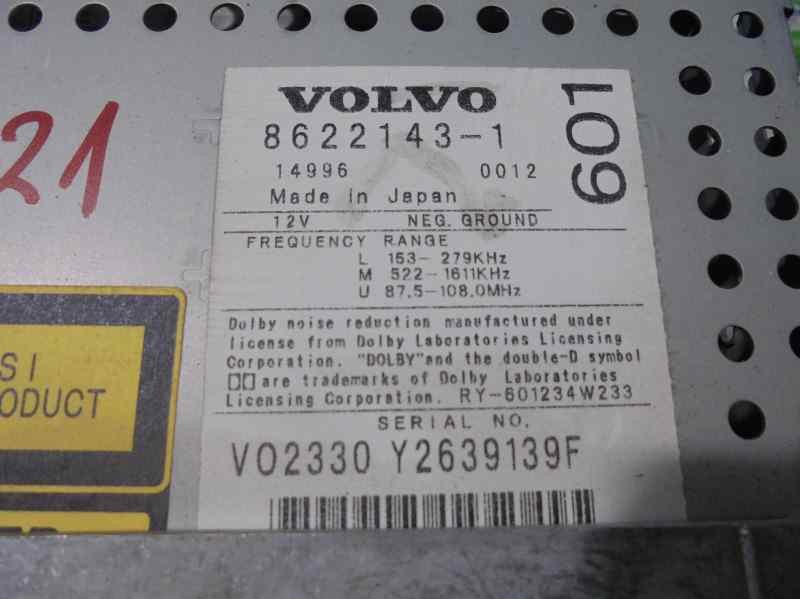 21
VOLVO
8622143-1
601
14996 0012
Made in Japan
12V NEG. GROUND
FREQUENCY RANGE
L 153-279KHz
M 522-1611KHz
U 87.5-108.0MHz
Dolby noise reduction manufactured under
license from Dolby Laboratories Licensing
Corporation. "DOLBY"and the double-D symbol
are trademarks of Dolby Laboratories
Licensing Corporation. RY-601234W233
SERIAL NO.
VO2330 Y2639139F
SI
ODUCT